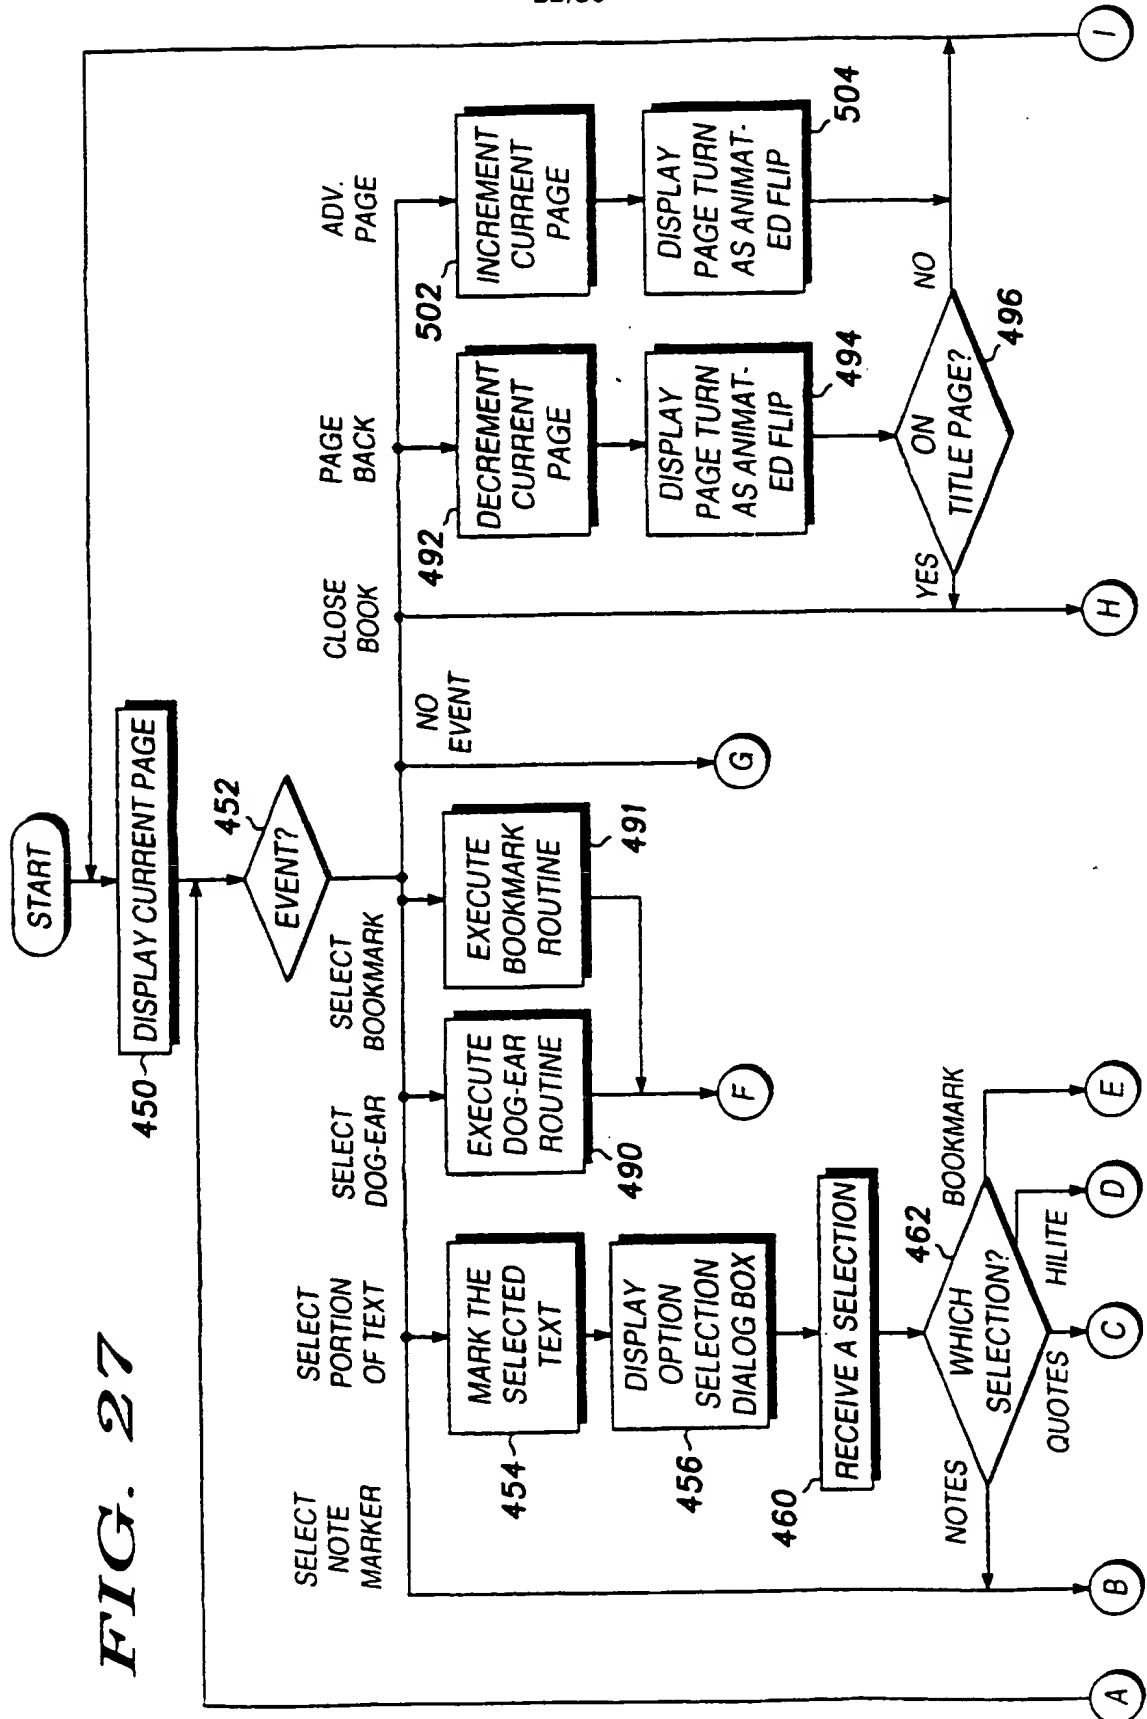 FIG. 27
START
450
DISPLAY CURRENT PAGE
452
EVENT?
SELECT
NOTE
MARKER
SELECT
PORTION
OF TEXT
SELECT
DOG-EAR
SELECT
BOOKMARK
NO
EVENT
CLOSE
BOOK
PAGE
BACK
ADV.
PAGE
454
MARK THE
SELECTED
TEXT
456
DISPLAY
OPTION
SELECTION
DIALOG BOX
460
RECEIVE A SELECTION
462
WHICH
SELECTION?
NOTES
QUOTES
HILITE
BOOKMARK
490
EXECUTE
DOG-EAR
ROUTINE
491
EXECUTE
BOOKMARK
ROUTINE
492
DECREMENT
CURRENT
PAGE
494
DISPLAY
PAGE TURN
AS ANIMAT-
ED FLIP
496
ON
TITLE PAGE?
YES
NO
502
INCREMENT
CURRENT
PAGE
504
DISPLAY
PAGE TURN
AS ANIMAT-
ED FLIP
A
B
C
D
E
F
G
H
I